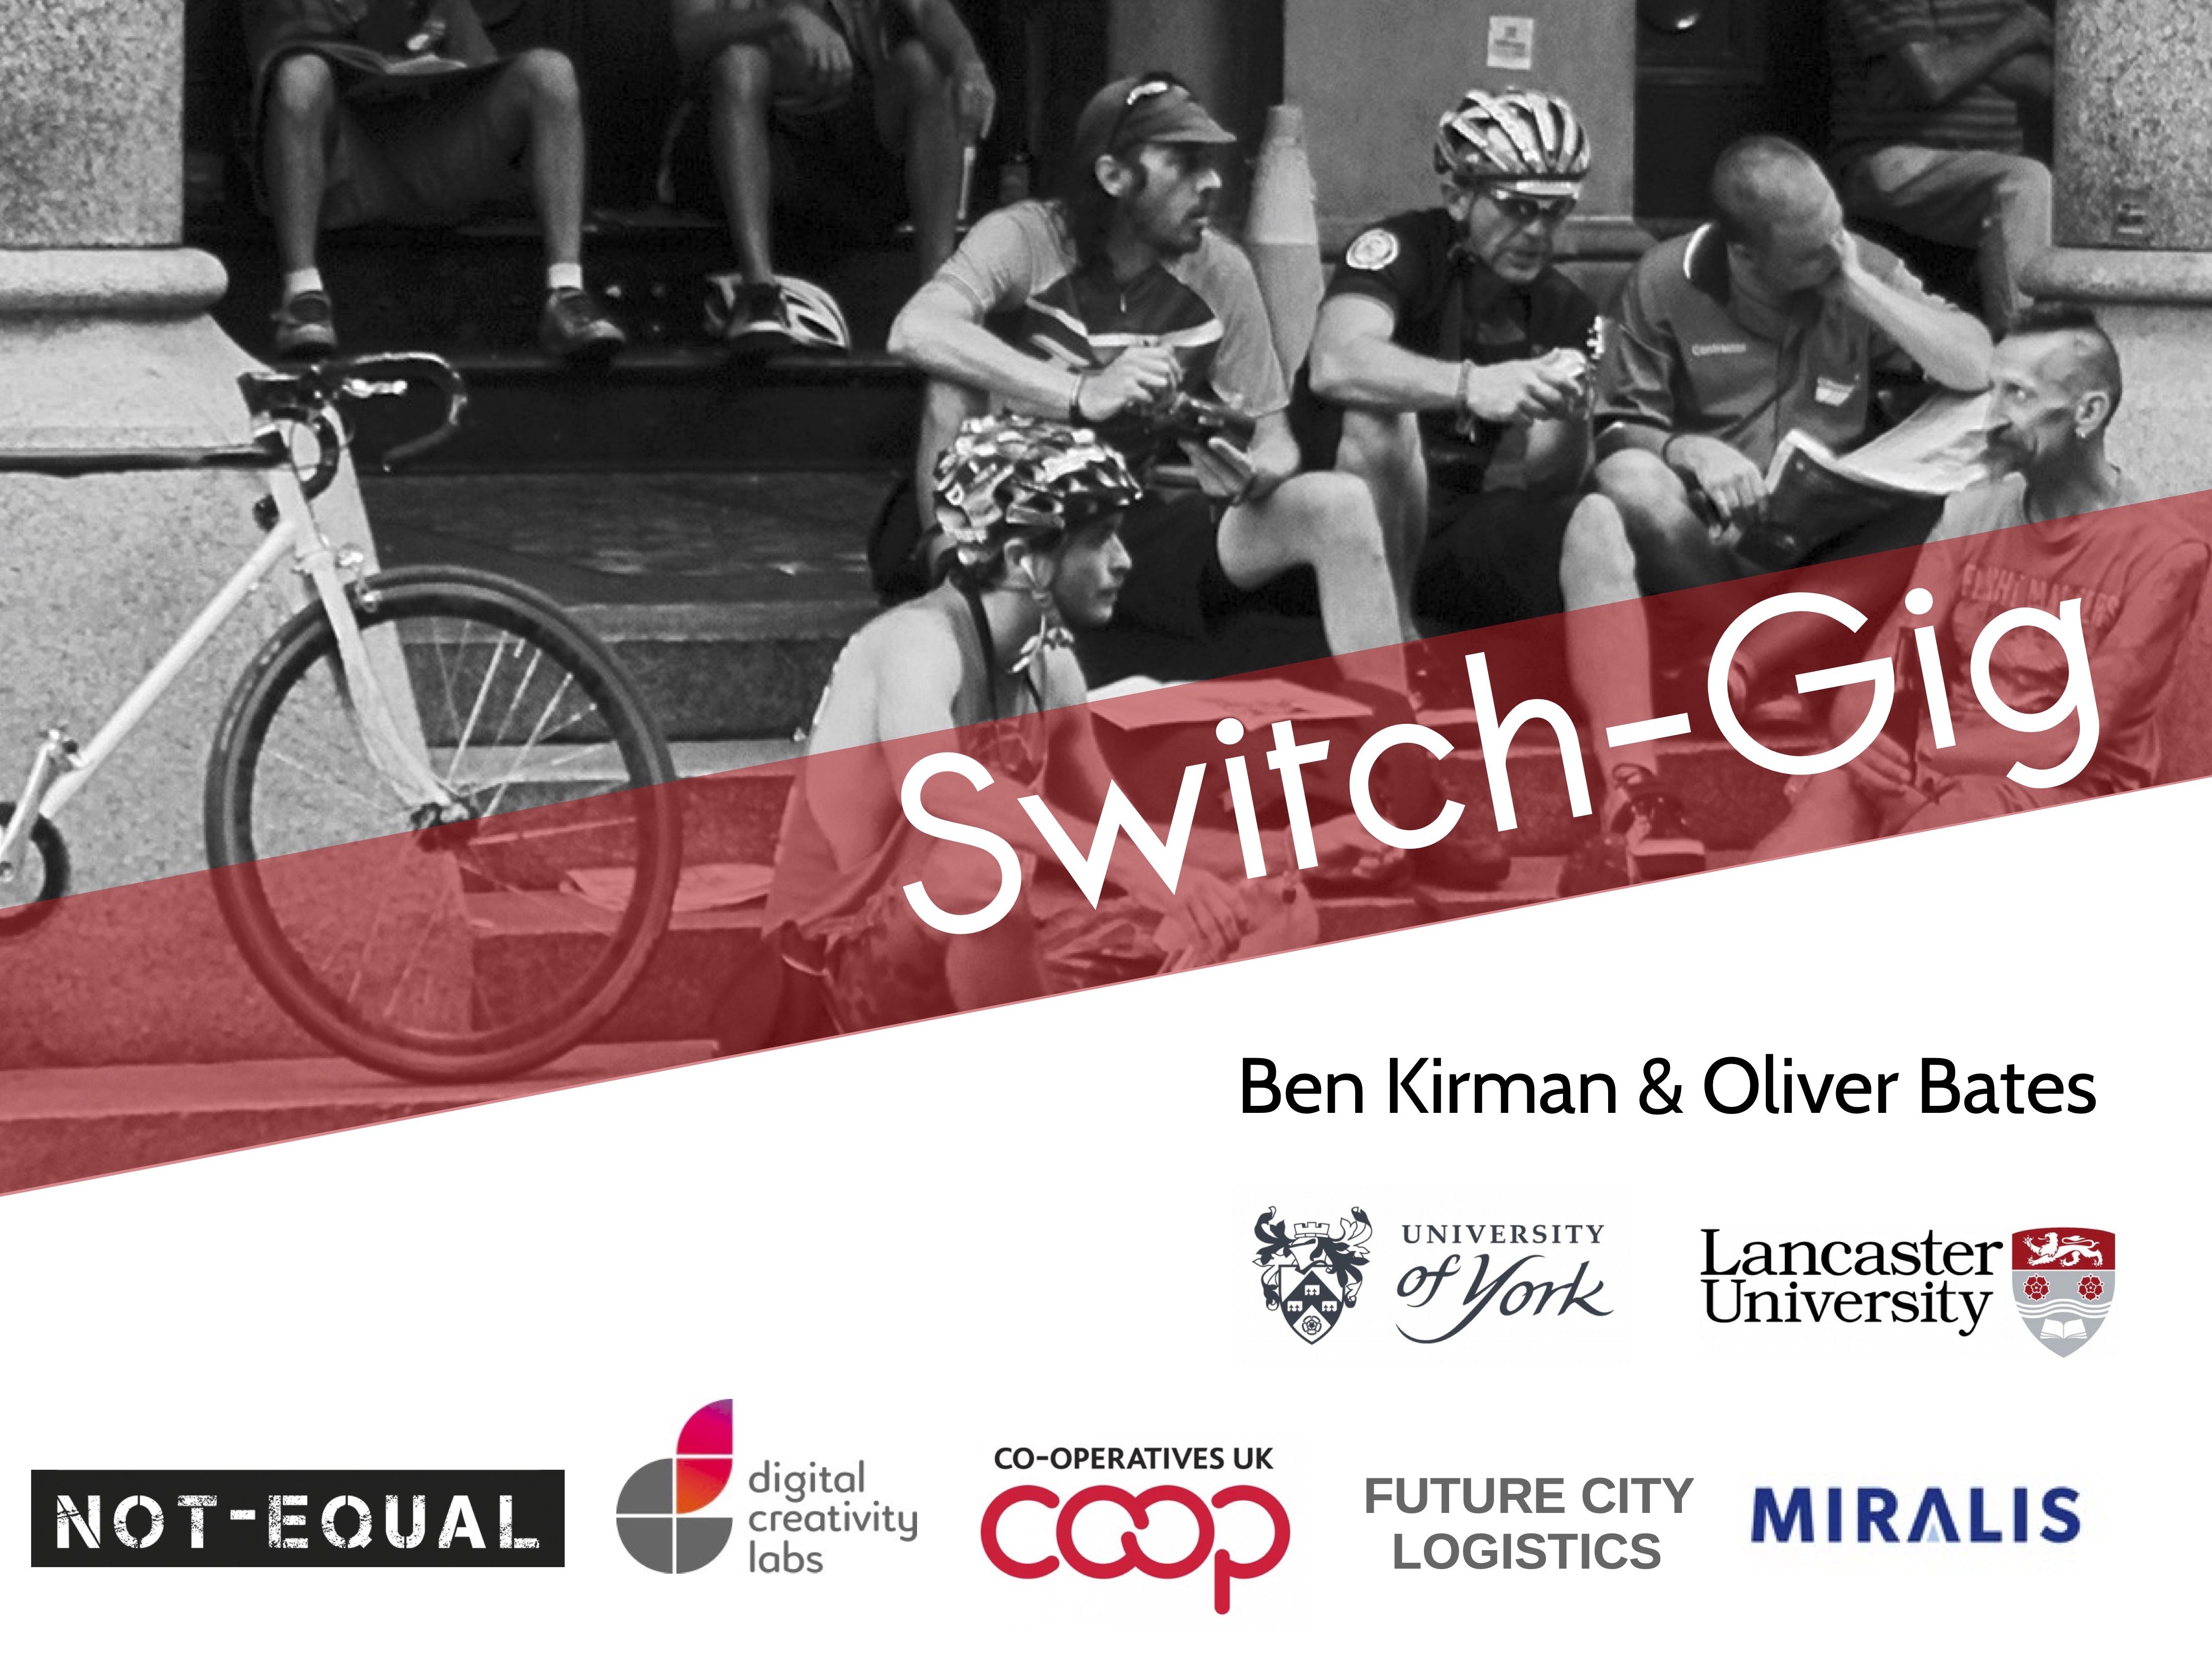 Switch-Gig
Ben Kirman & Oliver Bates
UNIVERSITY
of York
Lancaster
University
NOT-EQUAL
digital
creativity
labs
CO-OPERATIVES UK
coop
FUTURE CITY
LOGISTICS
MIRALIS